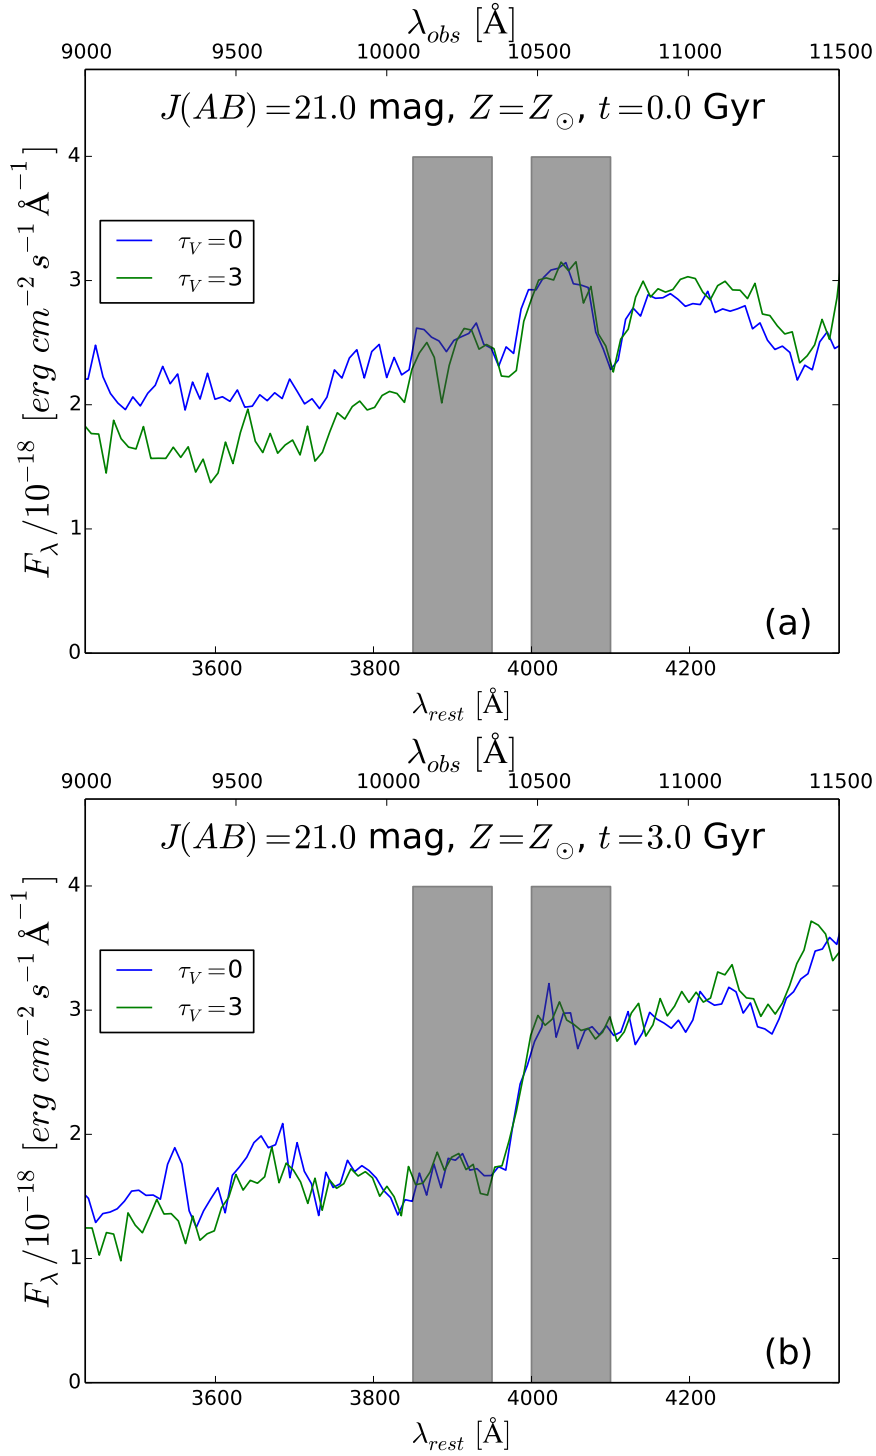 λobs [Å]
9000 9500 10100 10500 11000 11500
J(AB)=21.0 mag, Z=Z⊙, t=0.0 Gyr
Fλ/10−18 [erg cm−2 s−1 Å−1]
4
3
2
1
0
τV=0
τV=3
(a)
3600 3800 4000 4200
λrest [Å]
λobs [Å]
9000 9500 10100 10500 11000 11500
J(AB)=21.0 mag, Z=Z⊙, t=3.0 Gyr
Fλ/10−18 [erg cm−2 s−1 Å−1]
4
3
2
1
0
τV=0
τV=3
(b)
3600 3800 4000 4200
λrest [Å]